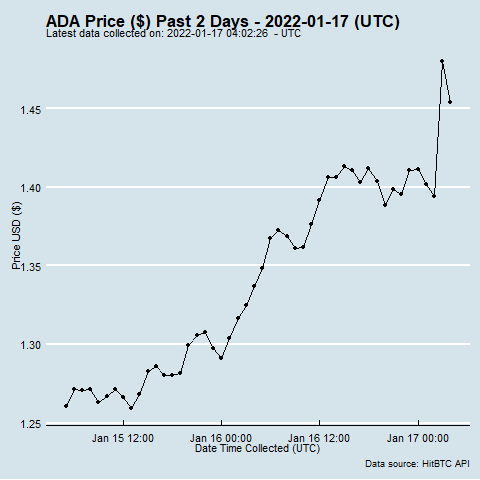 ADA Price ($) Past 2 Days - 2022-01-17 (UTC)
Latest data collected on: 2022-01-17 04:02:26 - UTC
1.45
1.40
1.35
1.30
1.25
Price USD ($)
Jan 15 12:00 Jan 16 00:00 Jan 16 12:00 Jan 17 00:00
Date Time Collected (UTC)
Data source: HitBTC API